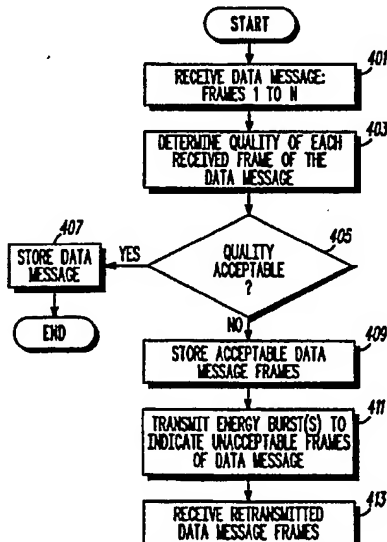 START
401
RECEIVE DATA MESSAGE:
FRAMES 1 TO N
403
DETERMINE QUALITY OF EACH
RECEIVED FRAME OF THE
DATA MESSAGE
405
QUALITY
ACCEPTABLE
?
YES
407
STORE DATA
MESSAGE
END
NO
409
STORE ACCEPTABLE DATA
MESSAGE FRAMES
411
TRANSMIT ENERGY BURST(S) TO
INDICATE UNACCEPTABLE FRAMES
OF DATA MESSAGE
413
RECEIVE RETRANSMITTED
DATA MESSAGE FRAMES